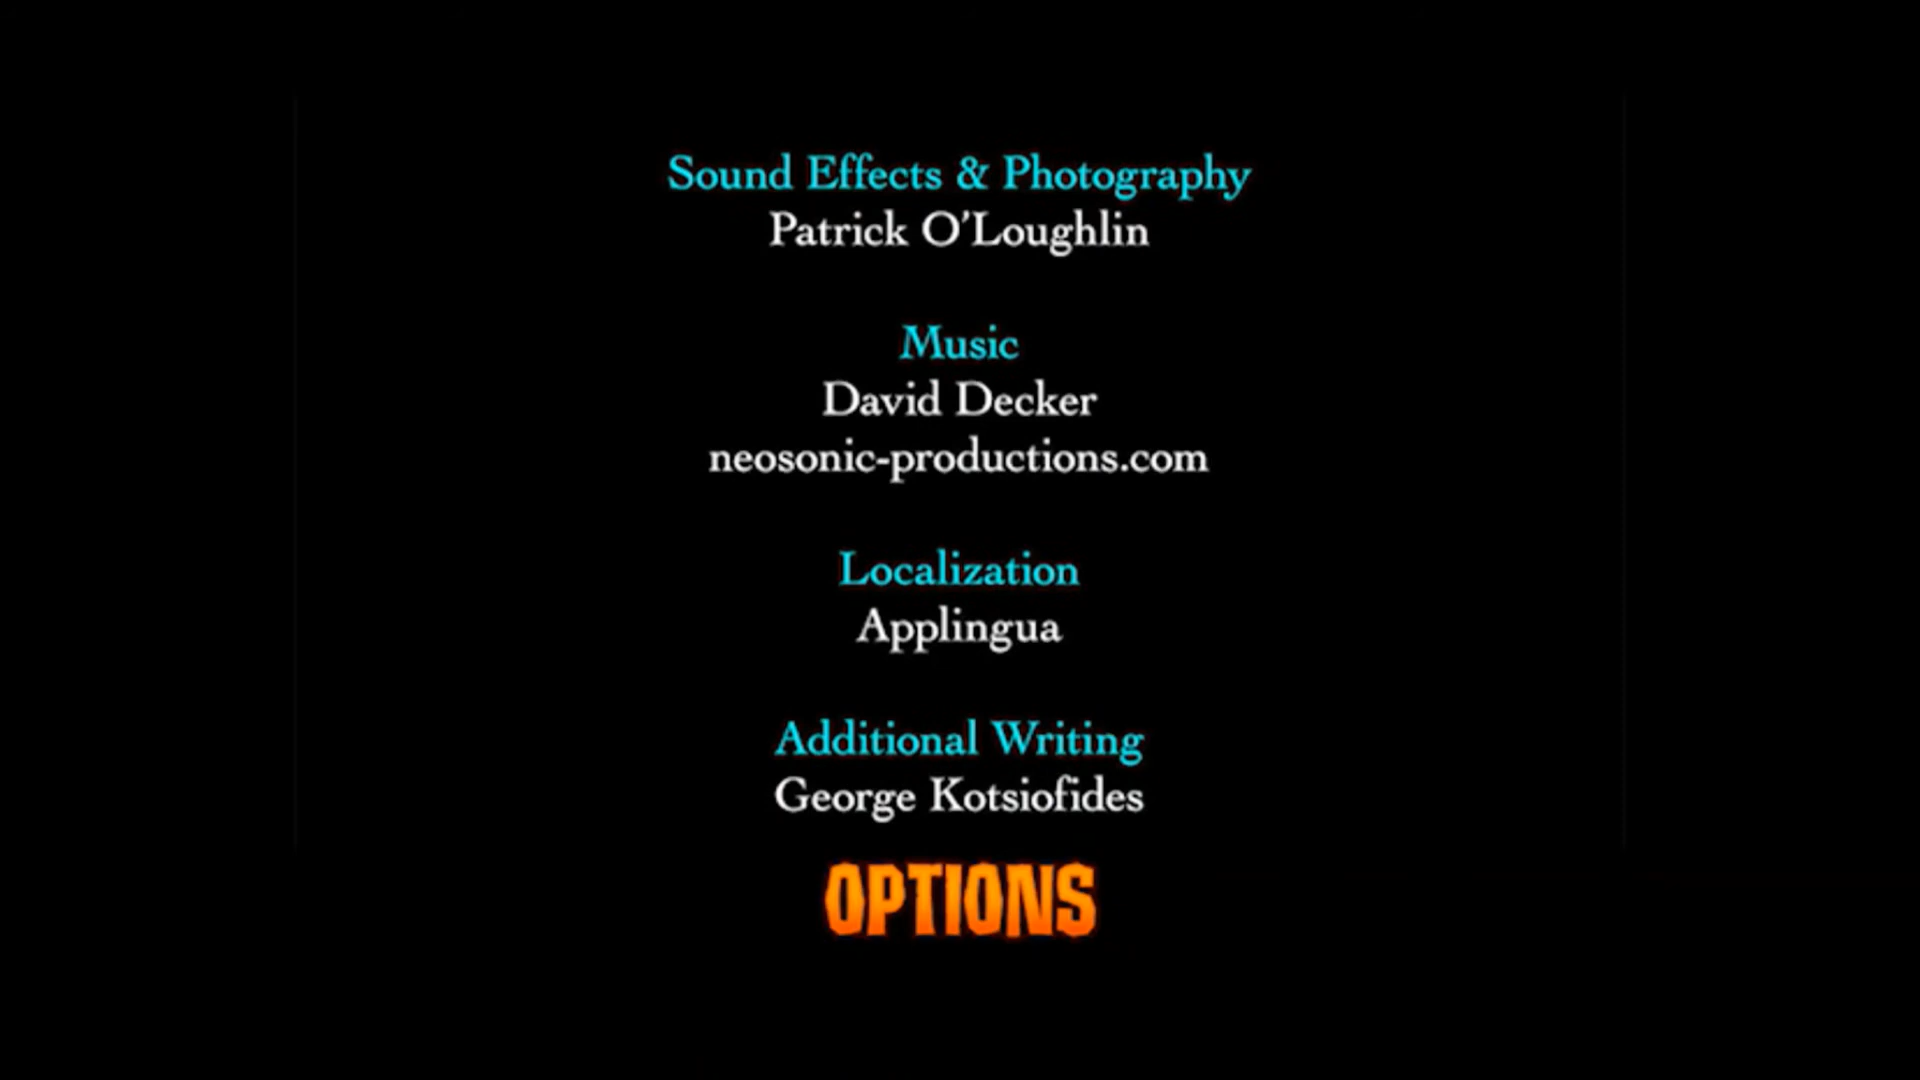 Sound Effects & Photography
Patrick O'Loughlin
Music
David Decker
neosonic-productions.com
Localization
Applingua
Additional Writing
George Kotsiofides
OPTIONS